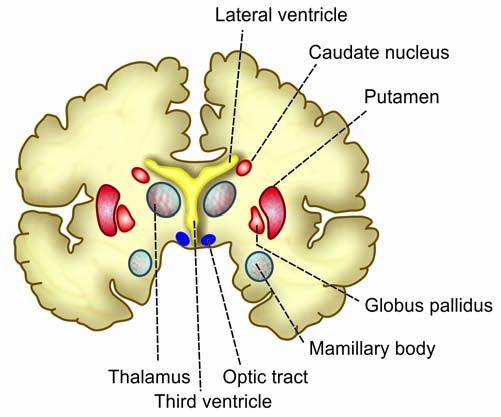 Lateral ventricle
Caudate nucleus
Putamen
Globus pallidus
Mamillary body
Thalamus
Optic tract
Third ventricle